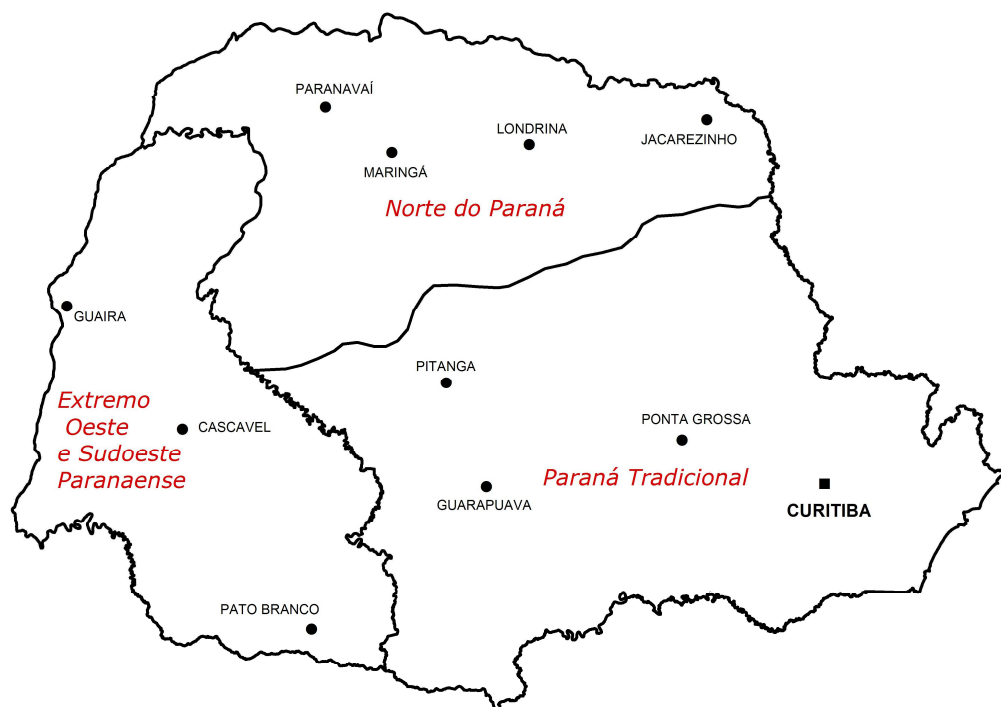 PARANAVAÍ
LONDRINA
JACAREZINHO
MARINGÁ
Norte do Paraná
GUAIRA
PITANGA
Extremo
Oeste
e Sudoeste
Paranaense
CASCAVEL
PONTA GROSSA
Paraná Tradicional
GUARAPUAVA
CURITIBA
PATO BRANCO